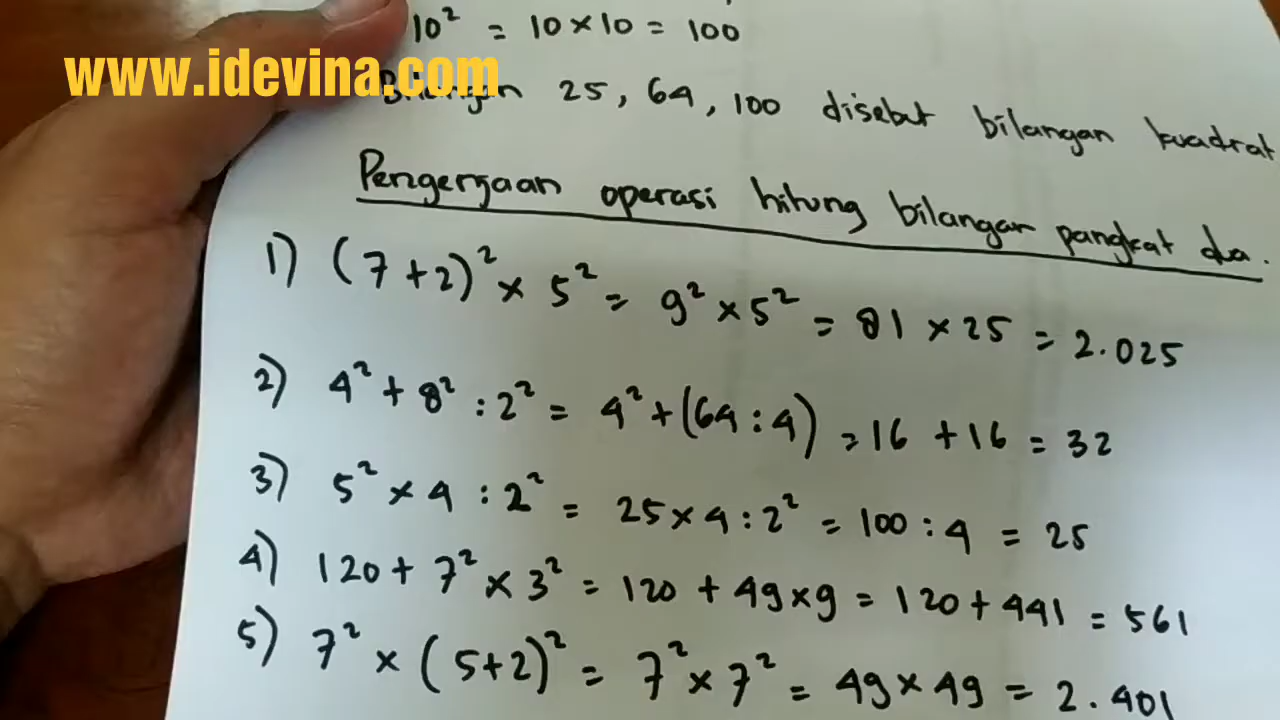 10² = 10 × 10 = 100
www.idevina.com
Bilangan 25, 64, 100 disebut bilangan kuadrat
Pengerjaan operasi hitung bilangan pangkat dua.
1) (7 + 2)² × 5² = 9² × 5² = 81 × 25 = 2.025
2) 4² + 8² : 2² = 4² + (64 : 4) = 16 + 16 = 32
3) 5² × 4 : 2² = 25 × 4 : 2² = 100 : 4 = 25
4) 120 + 7² × 3² = 120 + 49 × 9 = 120 + 441 = 561
5) 7² × (5+2)² = 7² × 7² = 49 × 49 = 2.401